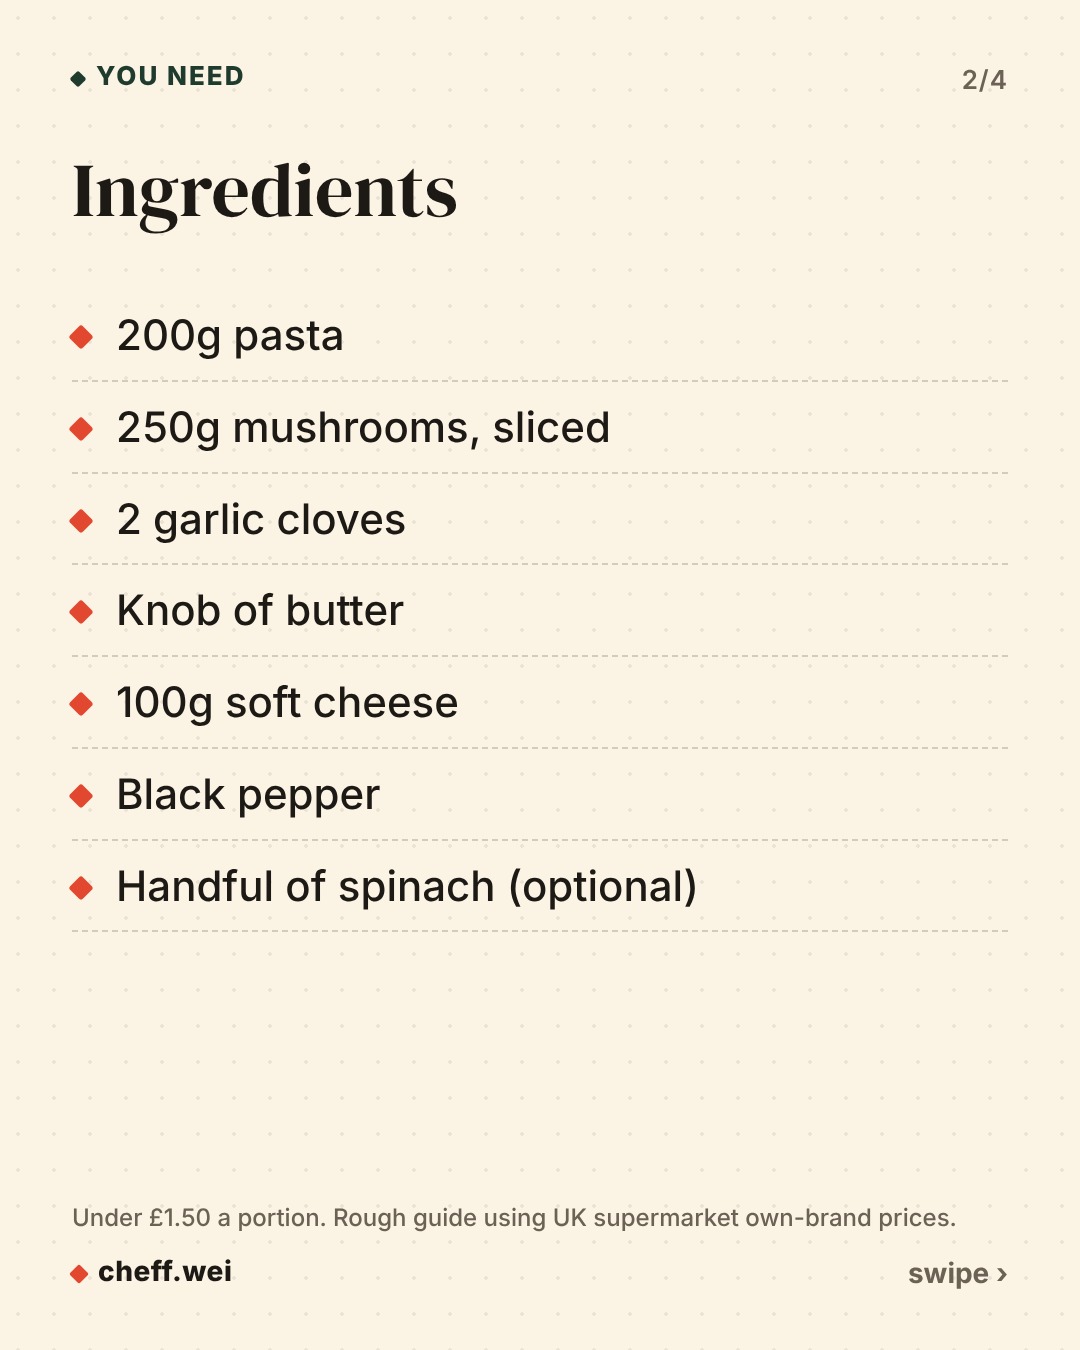 YOU NEED
2/4
Ingredients
200g pasta
250g mushrooms, sliced
2 garlic cloves
Knob of butter
100g soft cheese
Black pepper
Handful of spinach (optional)
Under £1.50 a portion. Rough guide using UK supermarket own-brand prices.
cheff.wei
swipe ›